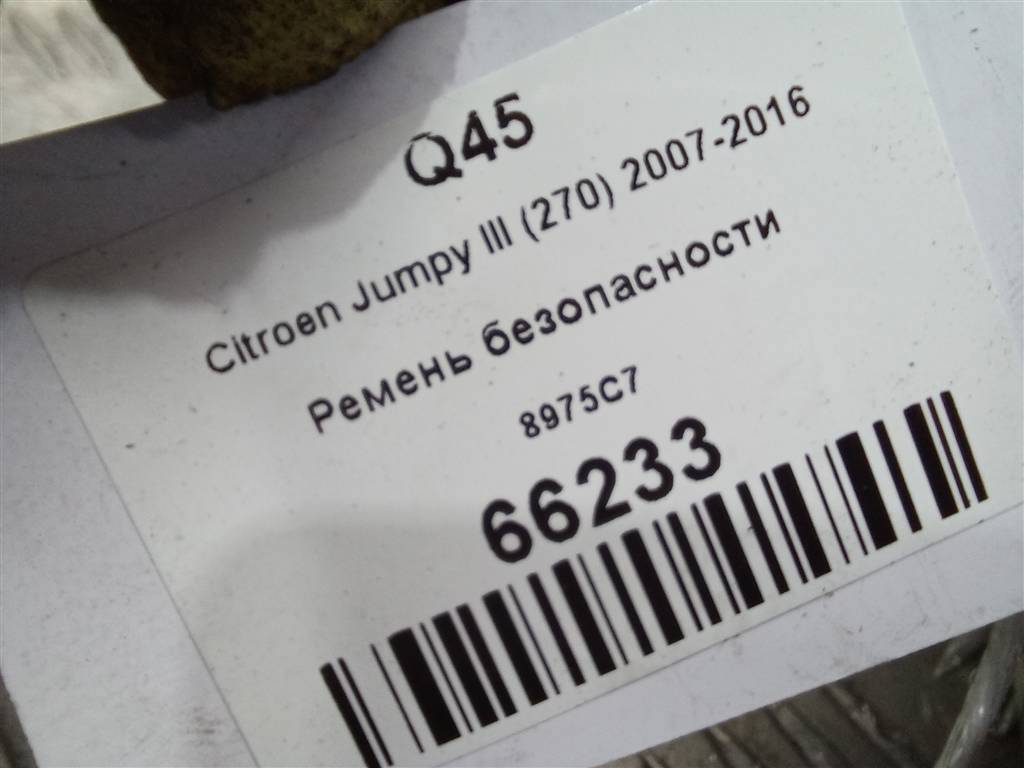 Q45
Citroen Jumpy III (270) 2007-2016
Ремень безопасности
8975C7
66233